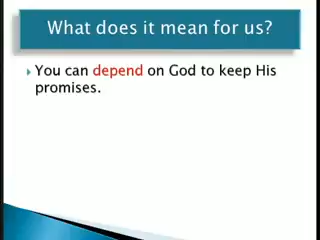 What does it mean for us?
You can depend on God to keep His
promises.